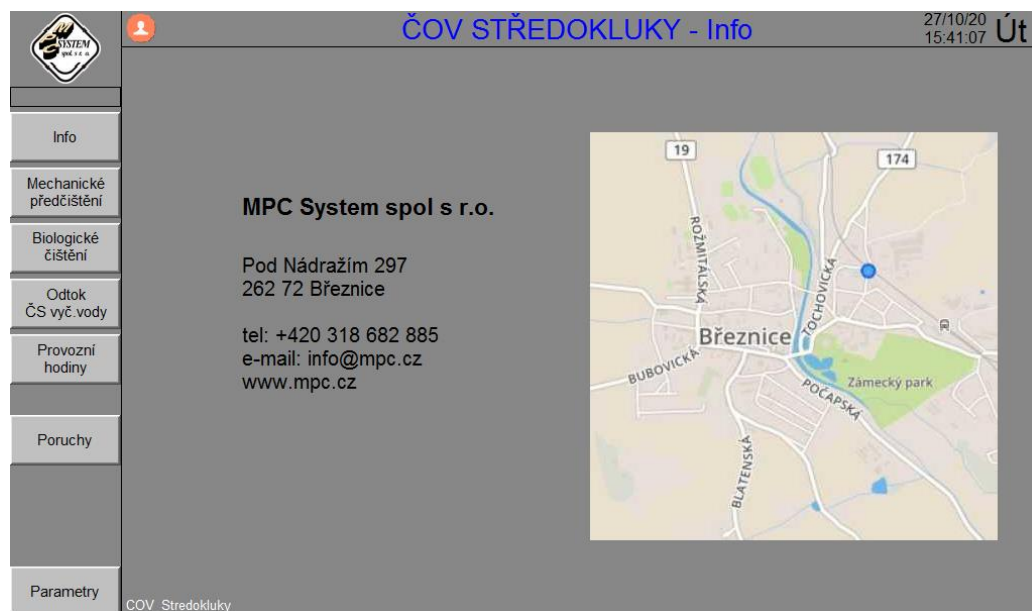 SYSTEM
spol. s r. o.
ČOV STŘEDOKLUKY - Info
27/10/20
15:41:07
Út
Info
Mechanické
předčištění
Biologické
čištění
Odtok
ČS vyč.vody
Provozní
hodiny
Poruchy
Parametry
MPC System spol s r.o.
Pod Nádražím 297
262 72 Březnice
tel: +420 318 682 885
e-mail: info@mpc.cz
www.mpc.cz
19
174
ROŽMITÁLSKÁ
TOCHOVICKÁ
Březnice
BUBOVICKÁ
POČAPSKÁ
Zámecký park
BLATENSKÁ
COV_Stredokluky